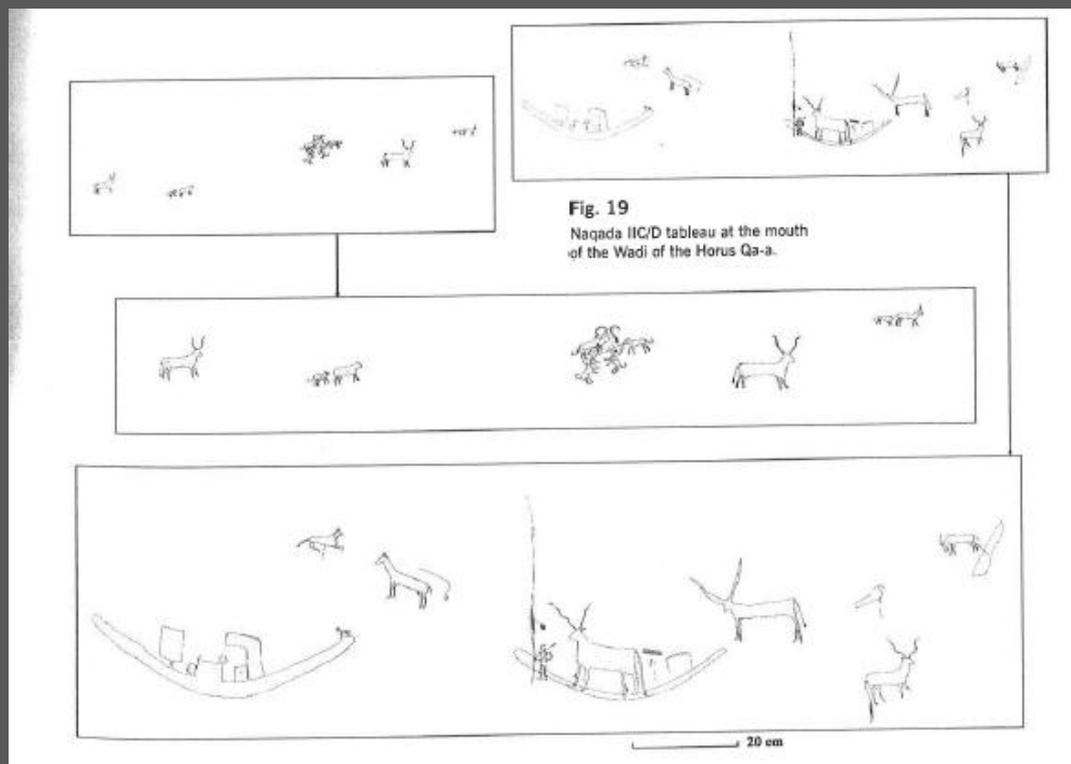 Fig. 19
Naqada IIC/D tableau at the mouth
of the Wadi of the Horus Qa-a.
20 cm